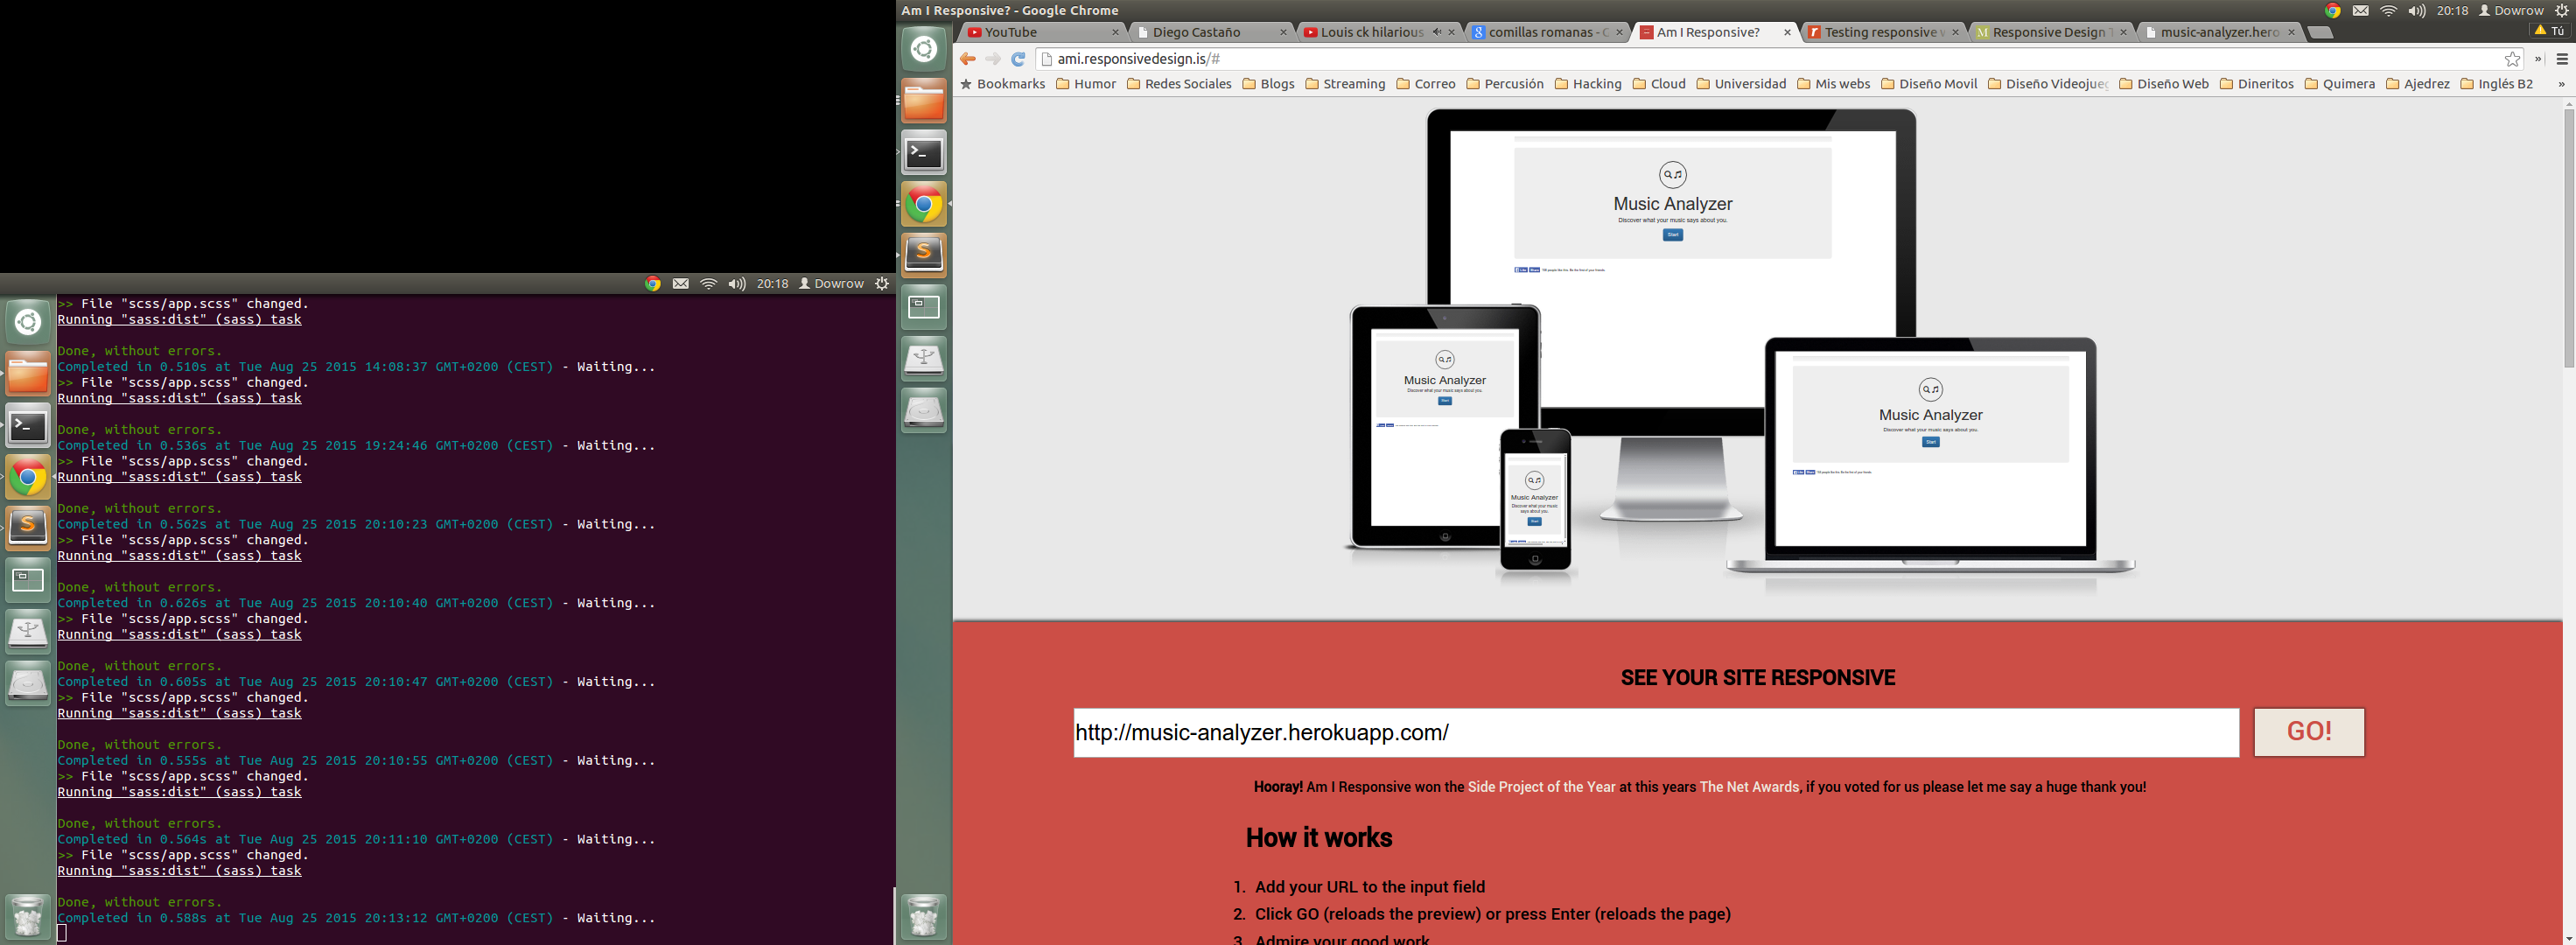 20:18 Dowrow
>> File "scss/app.scss" changed.
Running "sass:dist" (sass) task
Done, without errors.
Completed in 0.510s at Tue Aug 25 2015 14:08:37 GMT+0200 (CEST) - Waiting...
>> File "scss/app.scss" changed.
Running "sass:dist" (sass) task
Done, without errors.
Completed in 0.536s at Tue Aug 25 2015 19:24:46 GMT+0200 (CEST) - Waiting...
>> File "scss/app.scss" changed.
Running "sass:dist" (sass) task
Done, without errors.
Completed in 0.562s at Tue Aug 25 2015 20:10:23 GMT+0200 (CEST) - Waiting...
>> File "scss/app.scss" changed.
Running "sass:dist" (sass) task
Done, without errors.
Completed in 0.626s at Tue Aug 25 2015 20:10:40 GMT+0200 (CEST) - Waiting...
>> File "scss/app.scss" changed.
Running "sass:dist" (sass) task
Done, without errors.
Completed in 0.605s at Tue Aug 25 2015 20:10:47 GMT+0200 (CEST) - Waiting...
>> File "scss/app.scss" changed.
Running "sass:dist" (sass) task
Done, without errors.
Completed in 0.555s at Tue Aug 25 2015 20:10:55 GMT+0200 (CEST) - Waiting...
>> File "scss/app.scss" changed.
Running "sass:dist" (sass) task
Done, without errors.
Completed in 0.564s at Tue Aug 25 2015 20:11:10 GMT+0200 (CEST) - Waiting...
>> File "scss/app.scss" changed.
Running "sass:dist" (sass) task
Done, without errors.
Completed in 0.588s at Tue Aug 25 2015 20:13:12 GMT+0200 (CEST) - Waiting...
Am I Responsive? - Google Chrome 20:18 Dowrow
YouTube Diego Castaño Louis ck hilarious comillas romanas - Am I Responsive? Testing responsive Responsive Design music-analyzer.hero Tú
ami.responsivedesign.is/#
Bookmarks Humor Redes Sociales Blogs Streaming Correo Percusión Hacking Cloud Universidad Mis webs Diseño Movil Diseño Videojueg Diseño Web Dineritos Quimera Ajedrez Inglés B2 »
Music Analyzer
Discover what your music says about you.
Start
Music Analyzer
Discover what your music says about you.
Start
Music Analyzer
Discover what your music says about you.
Start
Music Analyzer
Discover what your music
says about you.
Start
SEE YOUR SITE RESPONSIVE
http://music-analyzer.herokuapp.com/ GO!
Hooray! Am I Responsive won the Side Project of the Year at this years The Net Awards, if you voted for us please let me say a huge thank you!
How it works
1. Add your URL to the input field
2. Click GO (reloads the preview) or press Enter (reloads the page)
3. Admire your good work